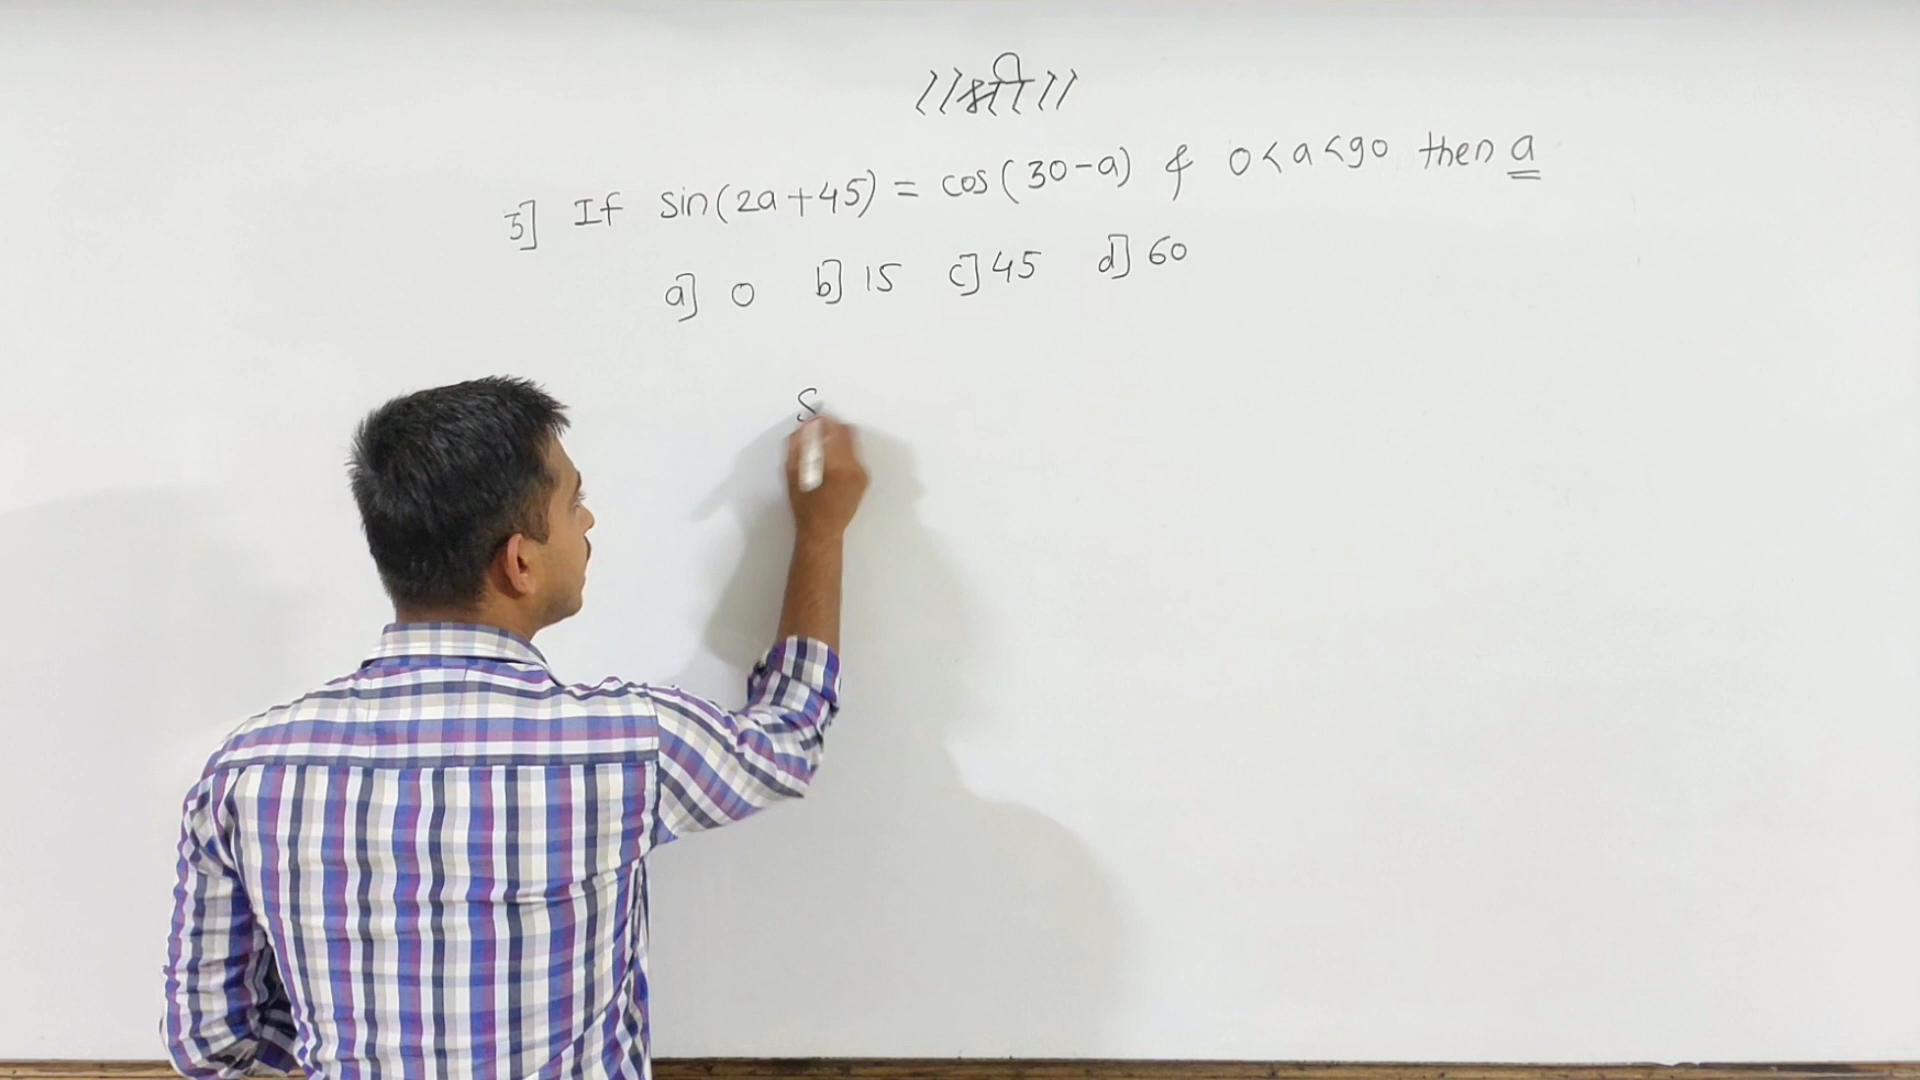 //श्री//
5] If sin(2a+45) = cos(30-a) & 0<a<90 then a
a] 0 b] 15 c] 45 d] 60
S